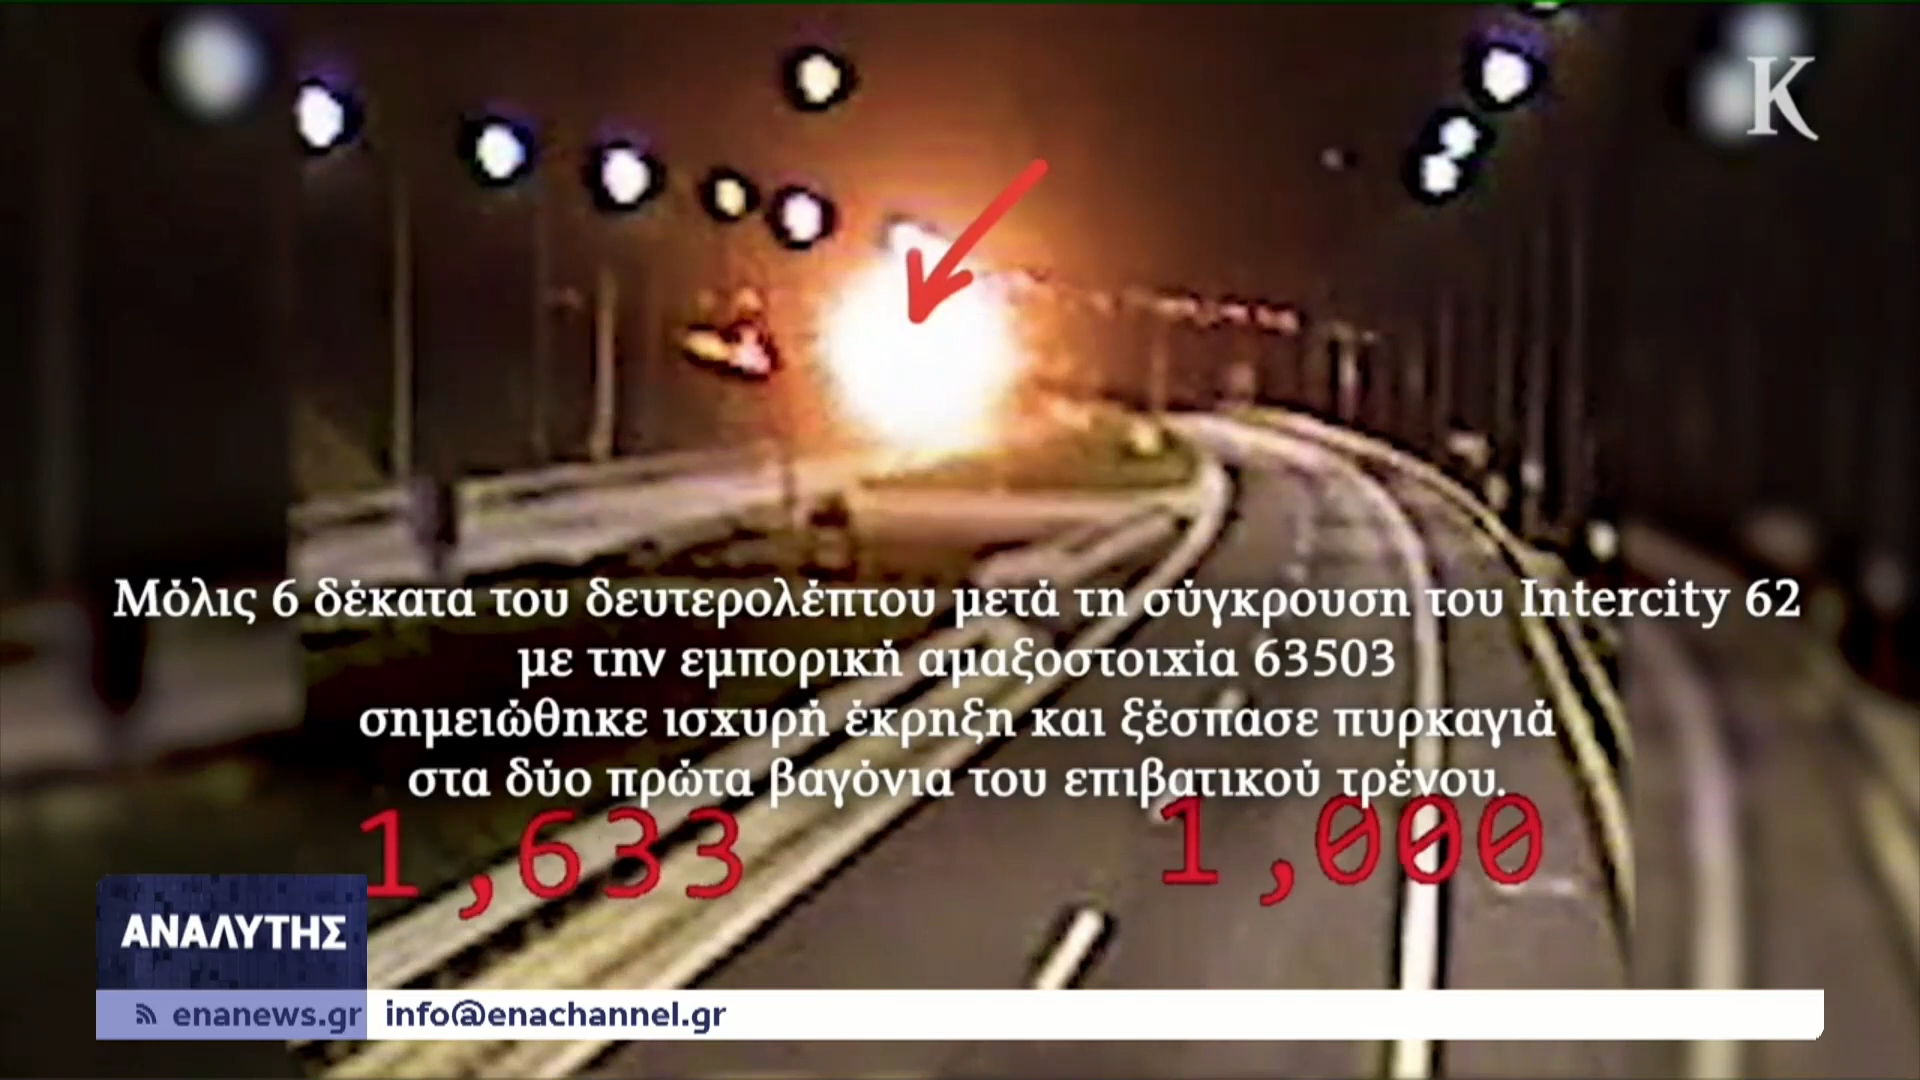 K
Μόλις 6 δέκατα του δευτερολέπτου μετά τη σύγκρουση του Intercity 62
με την εμπορική αμαξοστοιχία 63503
σημειώθηκε ισχυρή έκρηξη και ξέσπασε πυρκαγιά
στα δύο πρώτα βαγόνια του επιβατικού τρένου.
1,633 1,000
ΑΝΑΛΥΤΗΣ
enanews.gr info@enachannel.gr